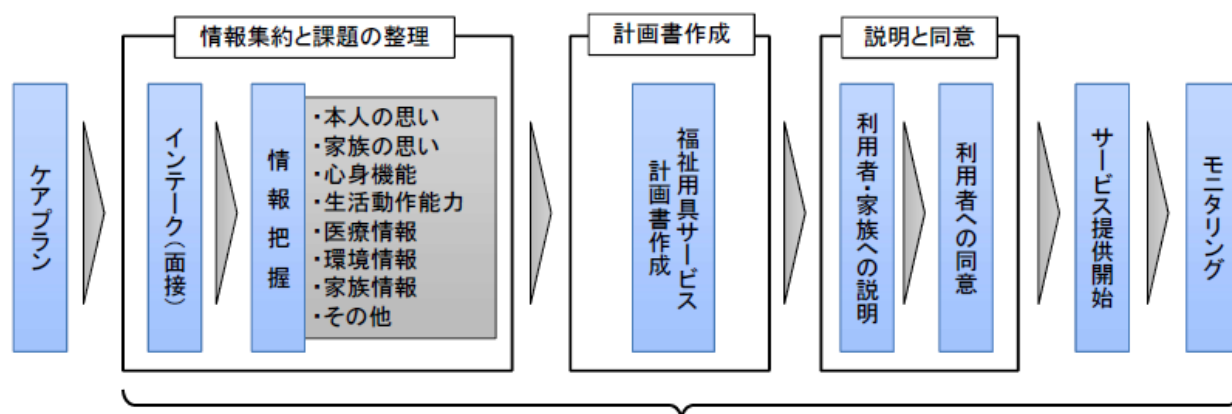 情報集約と課題の整理
計画書作成
説明と同意
ケアプラン
インテーク(面接)
情報把握
・本人の思い
・家族の思い
・心身機能
・生活動作能力
・医療情報
・環境情報
・家族情報
・その他
福祉用具サービス
計画書作成
利用者・家族への説明
利用者への同意
サービス提供開始
モニタリング